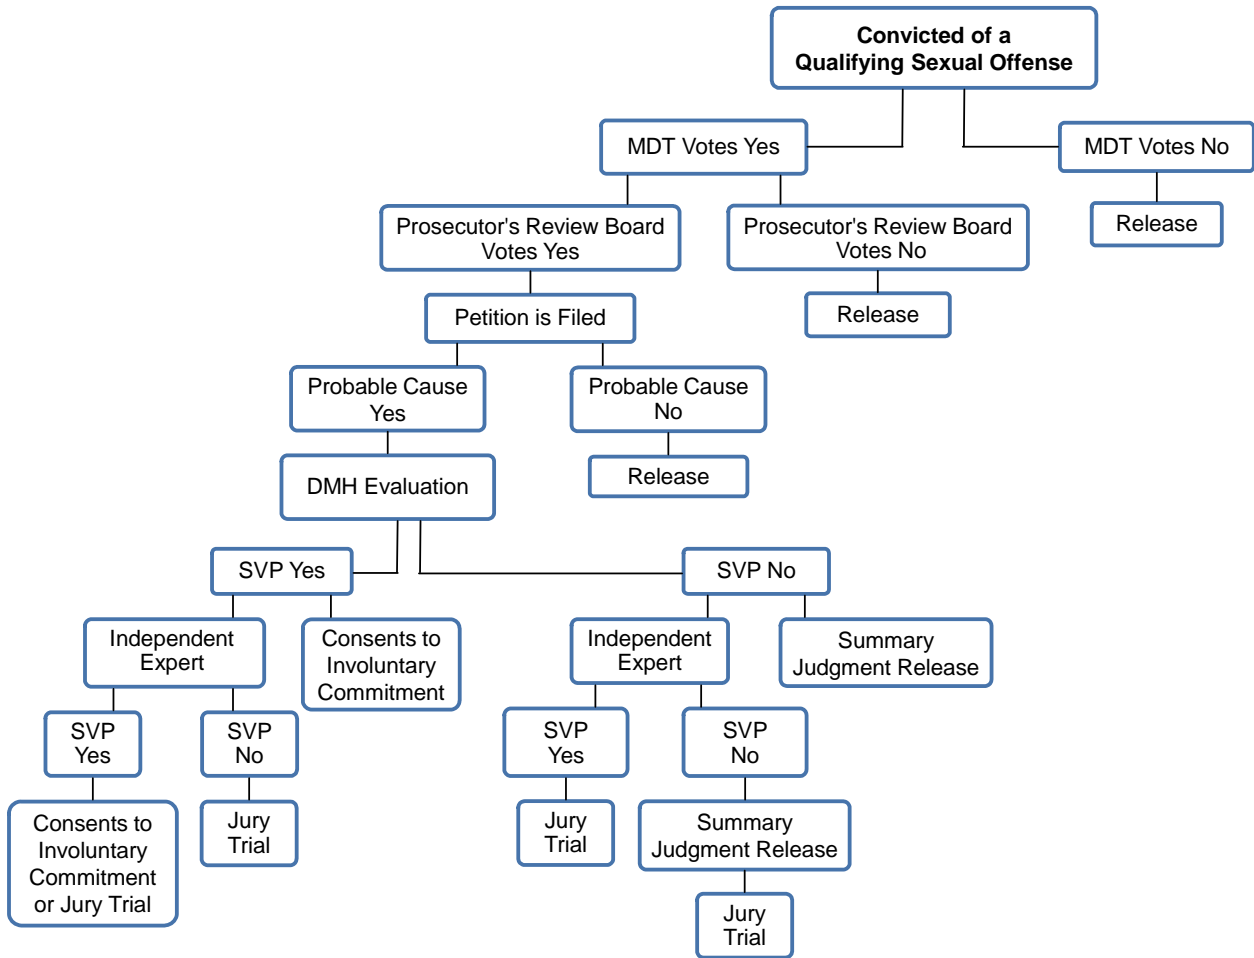 Convicted of a
Qualifying Sexual Offense
MDT Votes Yes
MDT Votes No
Release
Prosecutor's Review Board
Votes Yes
Prosecutor's Review Board
Votes No
Petition is Filed
Release
Probable Cause
Yes
Probable Cause
No
DMH Evaluation
Release
SVP Yes
SVP No
Independent
Expert
Consents to
Involuntary
Commitment
Independent
Expert
Summary
Judgment Release
SVP
Yes
SVP
No
SVP
Yes
SVP
No
Consents to
Involuntary
Commitment
or Jury Trial
Jury
Trial
Jury
Trial
Summary
Judgment Release
Jury
Trial